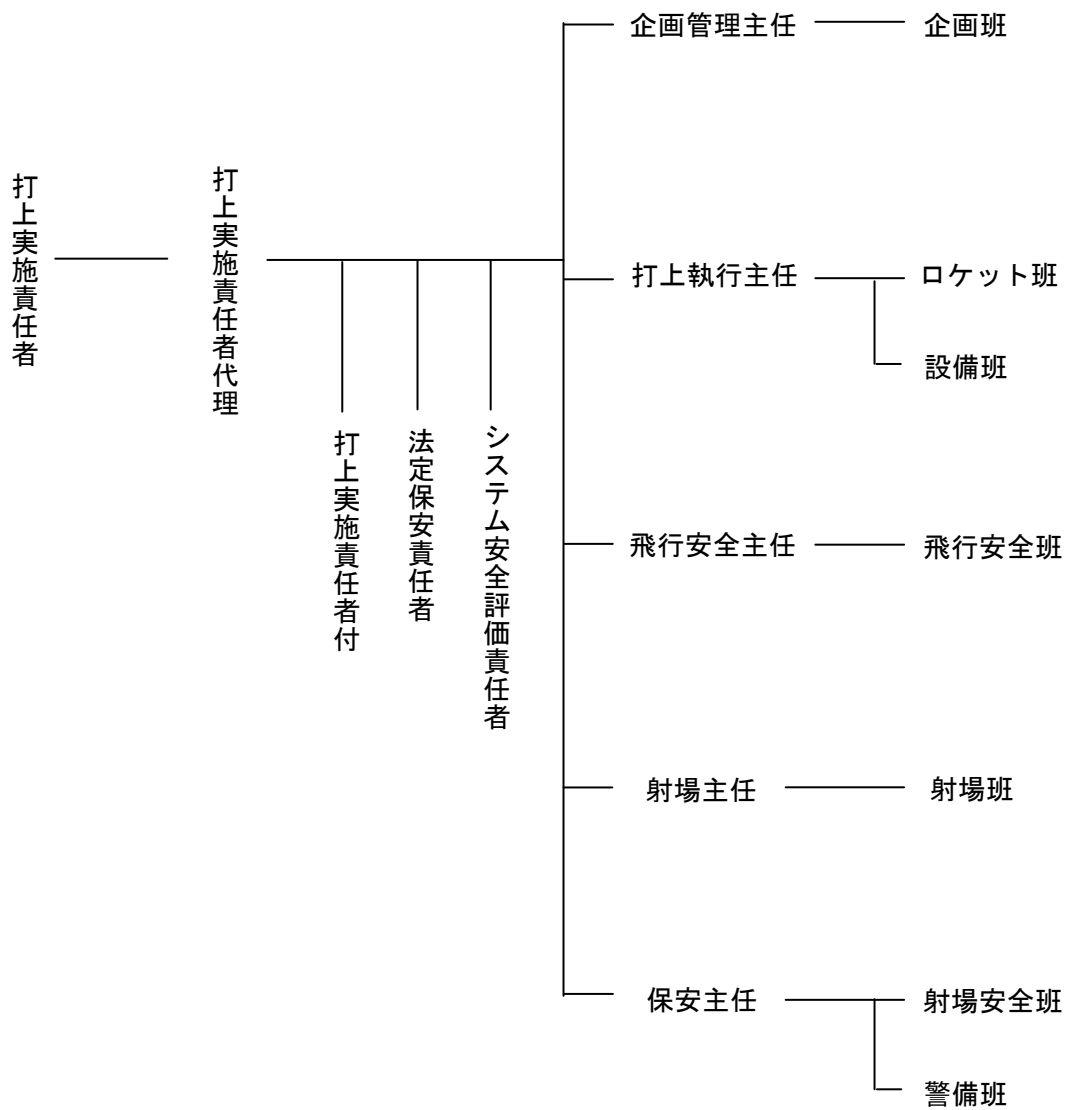 打上実施責任者
打上実施責任者代理
打上実施責任者付
法定保安責任者
システム安全評価責任者
企画管理主任
企画班
打上執行主任
ロケット班
設備班
飛行安全主任
飛行安全班
射場主任
射場班
保安主任
射場安全班
警備班